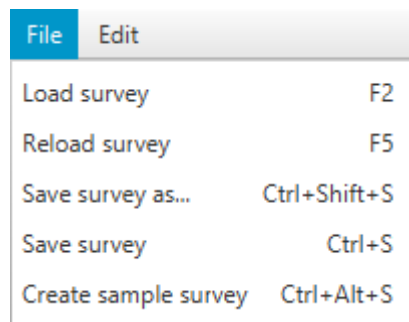 File Edit
Load survey F2
Reload survey F5
Save survey as... Ctrl+Shift+S
Save survey Ctrl+S
Create sample survey Ctrl+Alt+S